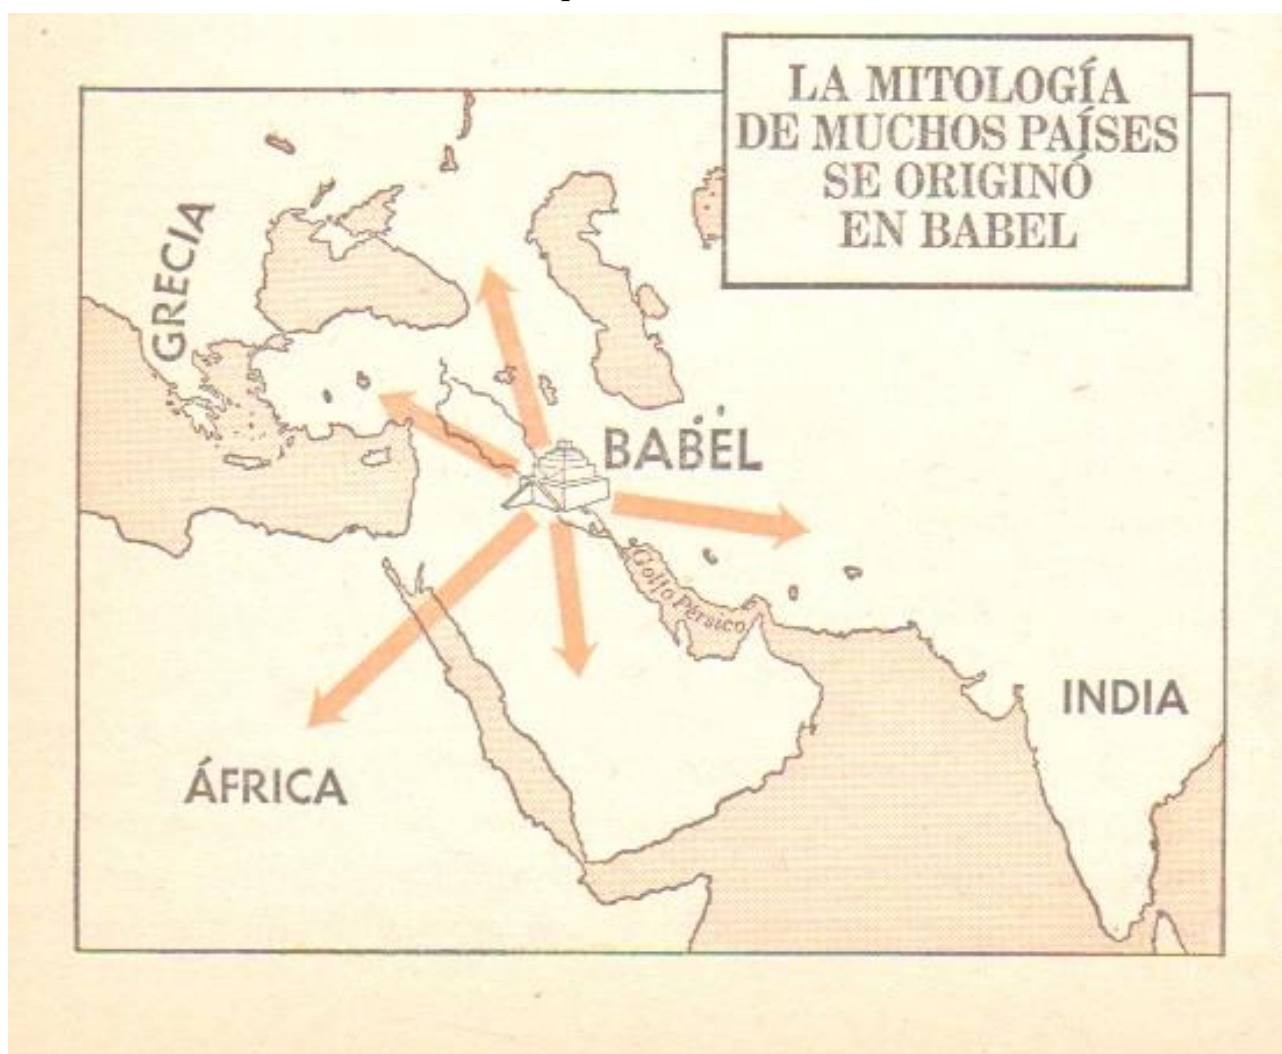 LA MITOLOGÍA
DE MUCHOS PAÍSES
SE ORIGINÓ
EN BABEL
GRECIA
BABEL
Golfo Pérsico
INDIA
ÁFRICA